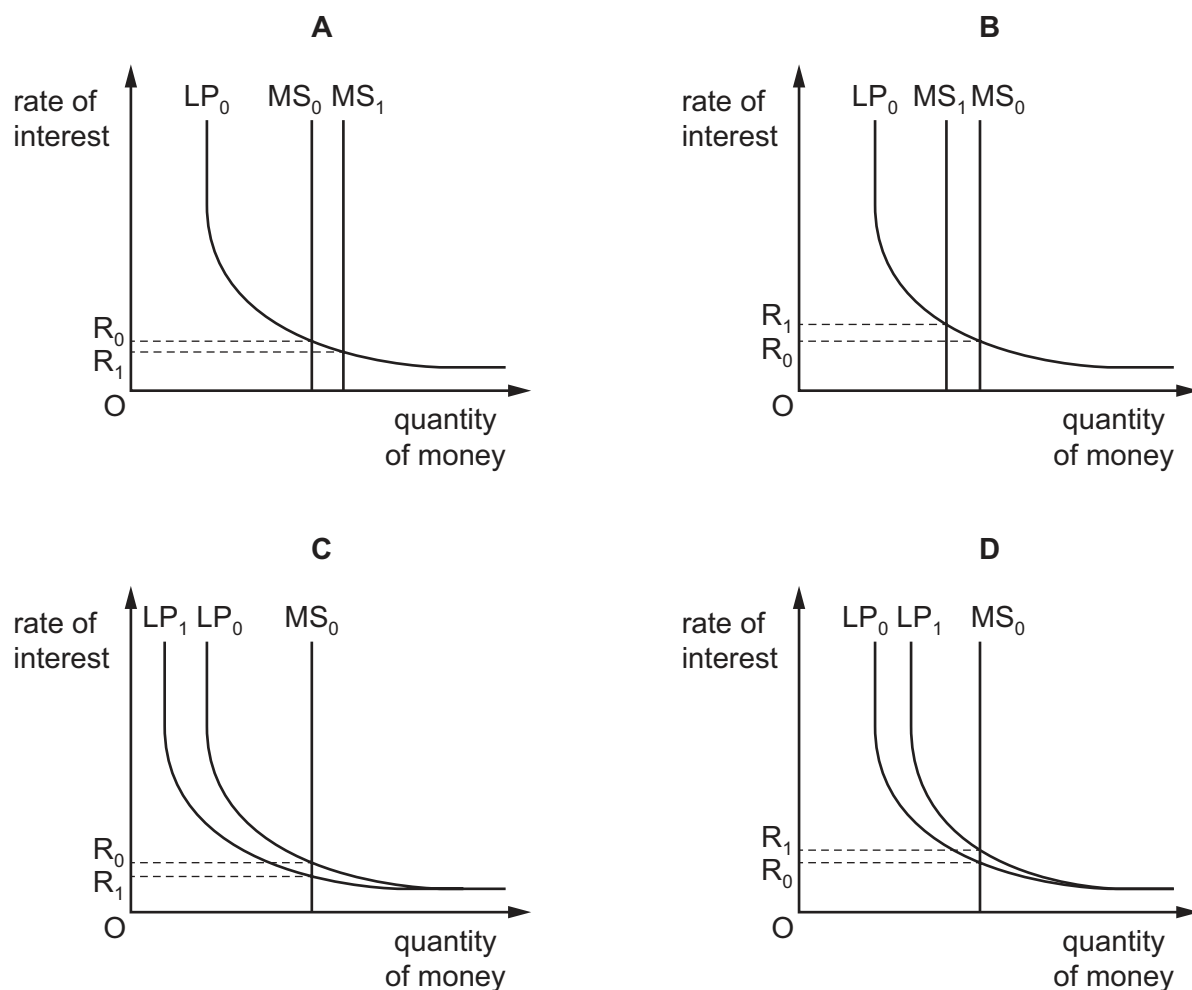 A
rate of
interest
LP₀ MS₀ MS₁
R₀
R₁
O
quantity
of money
B
rate of
interest
LP₀ MS₁ MS₀
R₁
R₀
O
quantity
of money
C
rate of
interest
LP₁ LP₀ MS₀
R₀
R₁
O
quantity
of money
D
rate of
interest
LP₀ LP₁ MS₀
R₁
R₀
O
quantity
of money